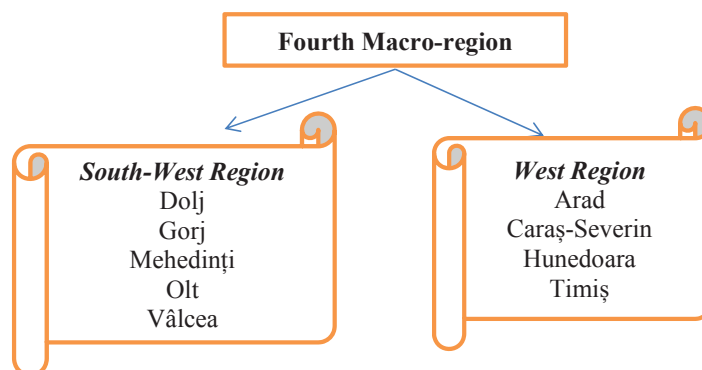 Fourth Macro-region
South-West Region
Dolj
Gorj
Mehedinți
Olt
Vâlcea
West Region
Arad
Caraș-Severin
Hunedoara
Timiș